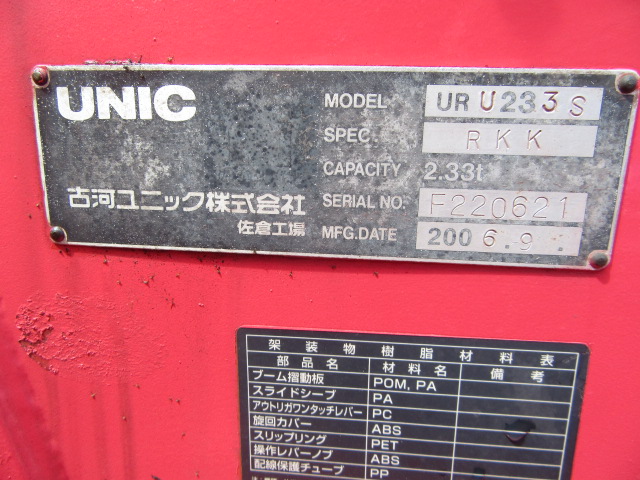 UNIC
MODEL UR U233S
SPEC. RKK
CAPACITY 2.33t
古河ユニック株式会社
SERIAL NO. F220621
佐倉工場
MFG.DATE 2006.9.
架装物樹脂材料表
部品名 材料名 備考
ブーム摺動板 POM, PA
スライドシーブ PA
アウトリガワンタッチレバー PC
旋回カバー ABS
スリップリング PET
操作レバーノブ ABS
配線保護チューブ PP